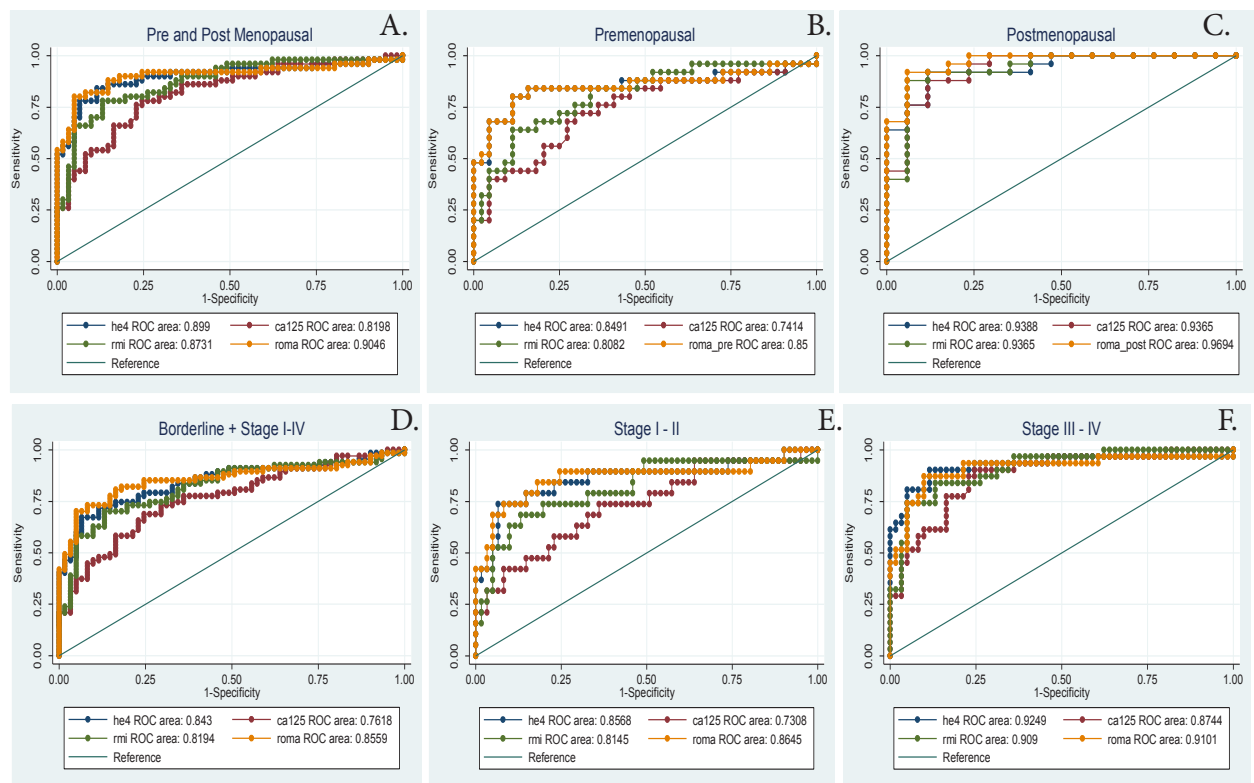 A.
Pre and Post Menopausal
Sensitivity
0.00 0.25 0.50 0.75 1.00
0.00 0.25 0.50 0.75 1.00
1-Specificity
he4 ROC area: 0.899 ca125 ROC area: 0.8198
rmi ROC area: 0.8731 roma ROC area: 0.9046
Reference
B.
Premenopausal
Sensitivity
0.00 0.25 0.50 0.75 1.00
0.00 0.25 0.50 0.75 1.00
1-Specificity
he4 ROC area: 0.8491 ca125 ROC area: 0.7414
rmi ROC area: 0.8082 roma_pre ROC area: 0.85
Reference
C.
Postmenopausal
Sensitivity
0.00 0.25 0.50 0.75 1.00
0.00 0.25 0.50 0.75 1.00
1-Specificity
he4 ROC area: 0.9388 ca125 ROC area: 0.9365
rmi ROC area: 0.9365 roma_post ROC area: 0.9694
Reference
D.
Borderline + Stage I-IV
Sensitivity
0.00 0.25 0.50 0.75 1.00
0.00 0.25 0.50 0.75 1.00
1-Specificity
he4 ROC area: 0.843 ca125 ROC area: 0.7618
rmi ROC area: 0.8194 roma ROC area: 0.8559
Reference
E.
Stage I - II
Sensitivity
0.00 0.25 0.50 0.75 1.00
0.00 0.25 0.50 0.75 1.00
1-Specificity
he4 ROC area: 0.8568 ca125 ROC area: 0.7308
rmi ROC area: 0.8145 roma ROC area: 0.8645
Reference
F.
Stage III - IV
Sensitivity
0.00 0.25 0.50 0.75 1.00
0.00 0.25 0.50 0.75 1.00
1-Specificity
he4 ROC area: 0.9249 ca125 ROC area: 0.8744
rmi ROC area: 0.909 roma ROC area: 0.9101
Reference